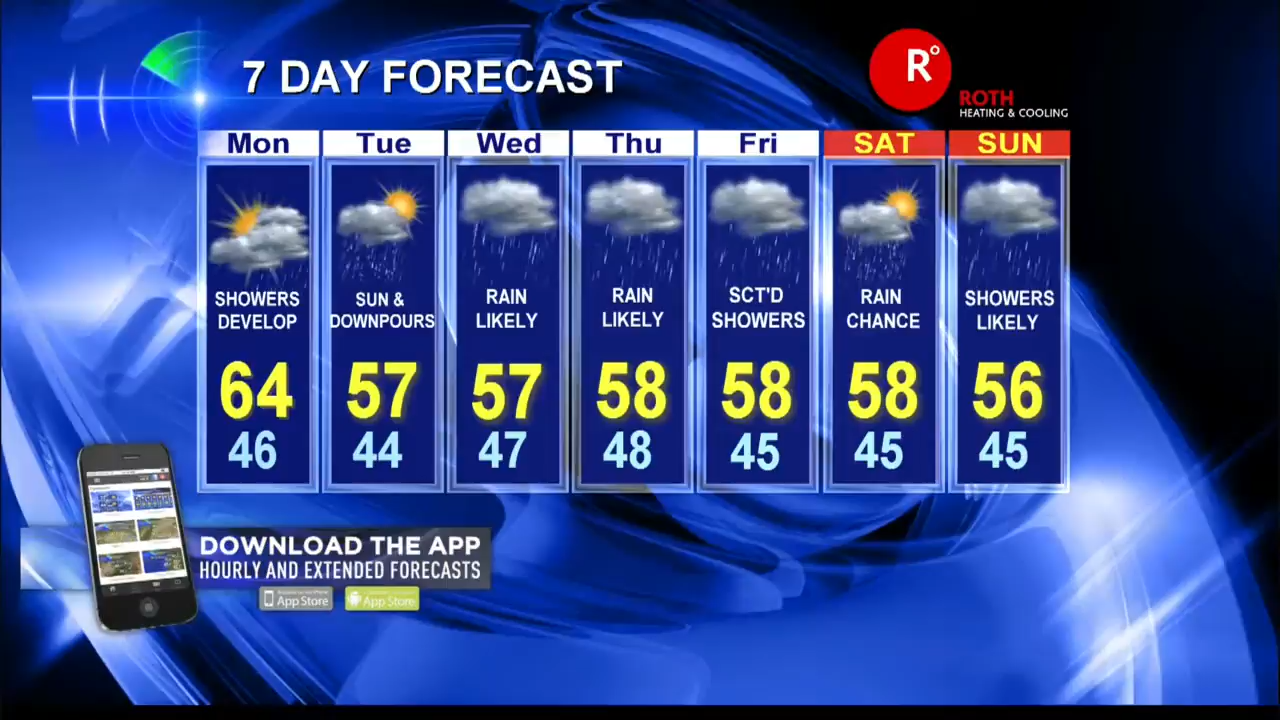 7 DAY FORECAST
R°
ROTH
HEATING & COOLING
Mon Tue Wed Thu Fri SAT SUN
SHOWERS DEVELOP
SUN & DOWNPOURS
RAIN LIKELY
RAIN LIKELY
SCT'D SHOWERS
RAIN CHANCE
SHOWERS LIKELY
64 57 57 58 58 58 56
46 44 47 48 45 45 45
DOWNLOAD THE APP
HOURLY AND EXTENDED FORECASTS
App Store
App Store